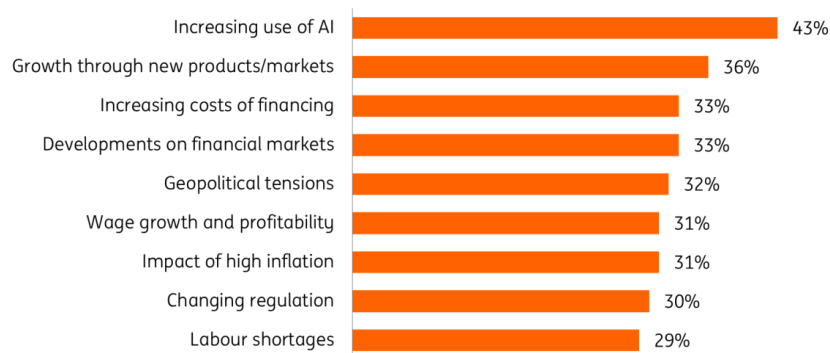 Increasing use of AI 43%
Growth through new products/markets 36%
Increasing costs of financing 33%
Developments on financial markets 33%
Geopolitical tensions 32%
Wage growth and profitability 31%
Impact of high inflation 31%
Changing regulation 30%
Labour shortages 29%